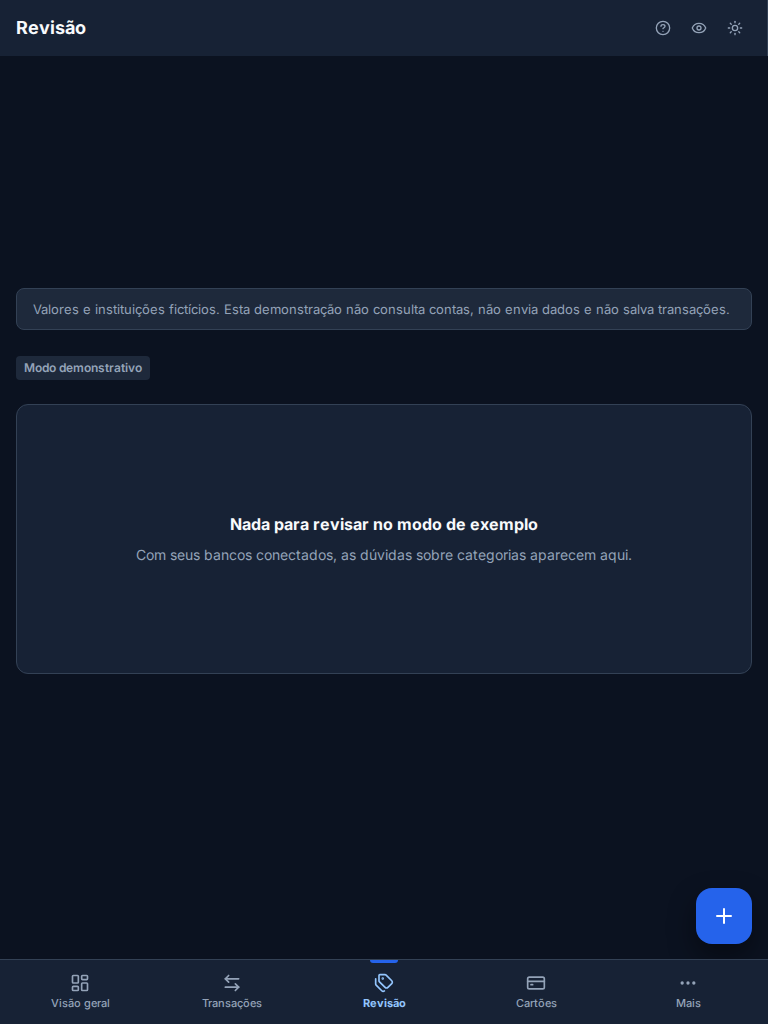 Revisão
Valores e instituições fictícios. Esta demonstração não consulta contas, não envia dados e não salva transações.
Modo demonstrativo
Nada para revisar no modo de exemplo
Com seus bancos conectados, as dúvidas sobre categorias aparecem aqui.
Visão geral
Transações
Revisão
Cartões
Mais